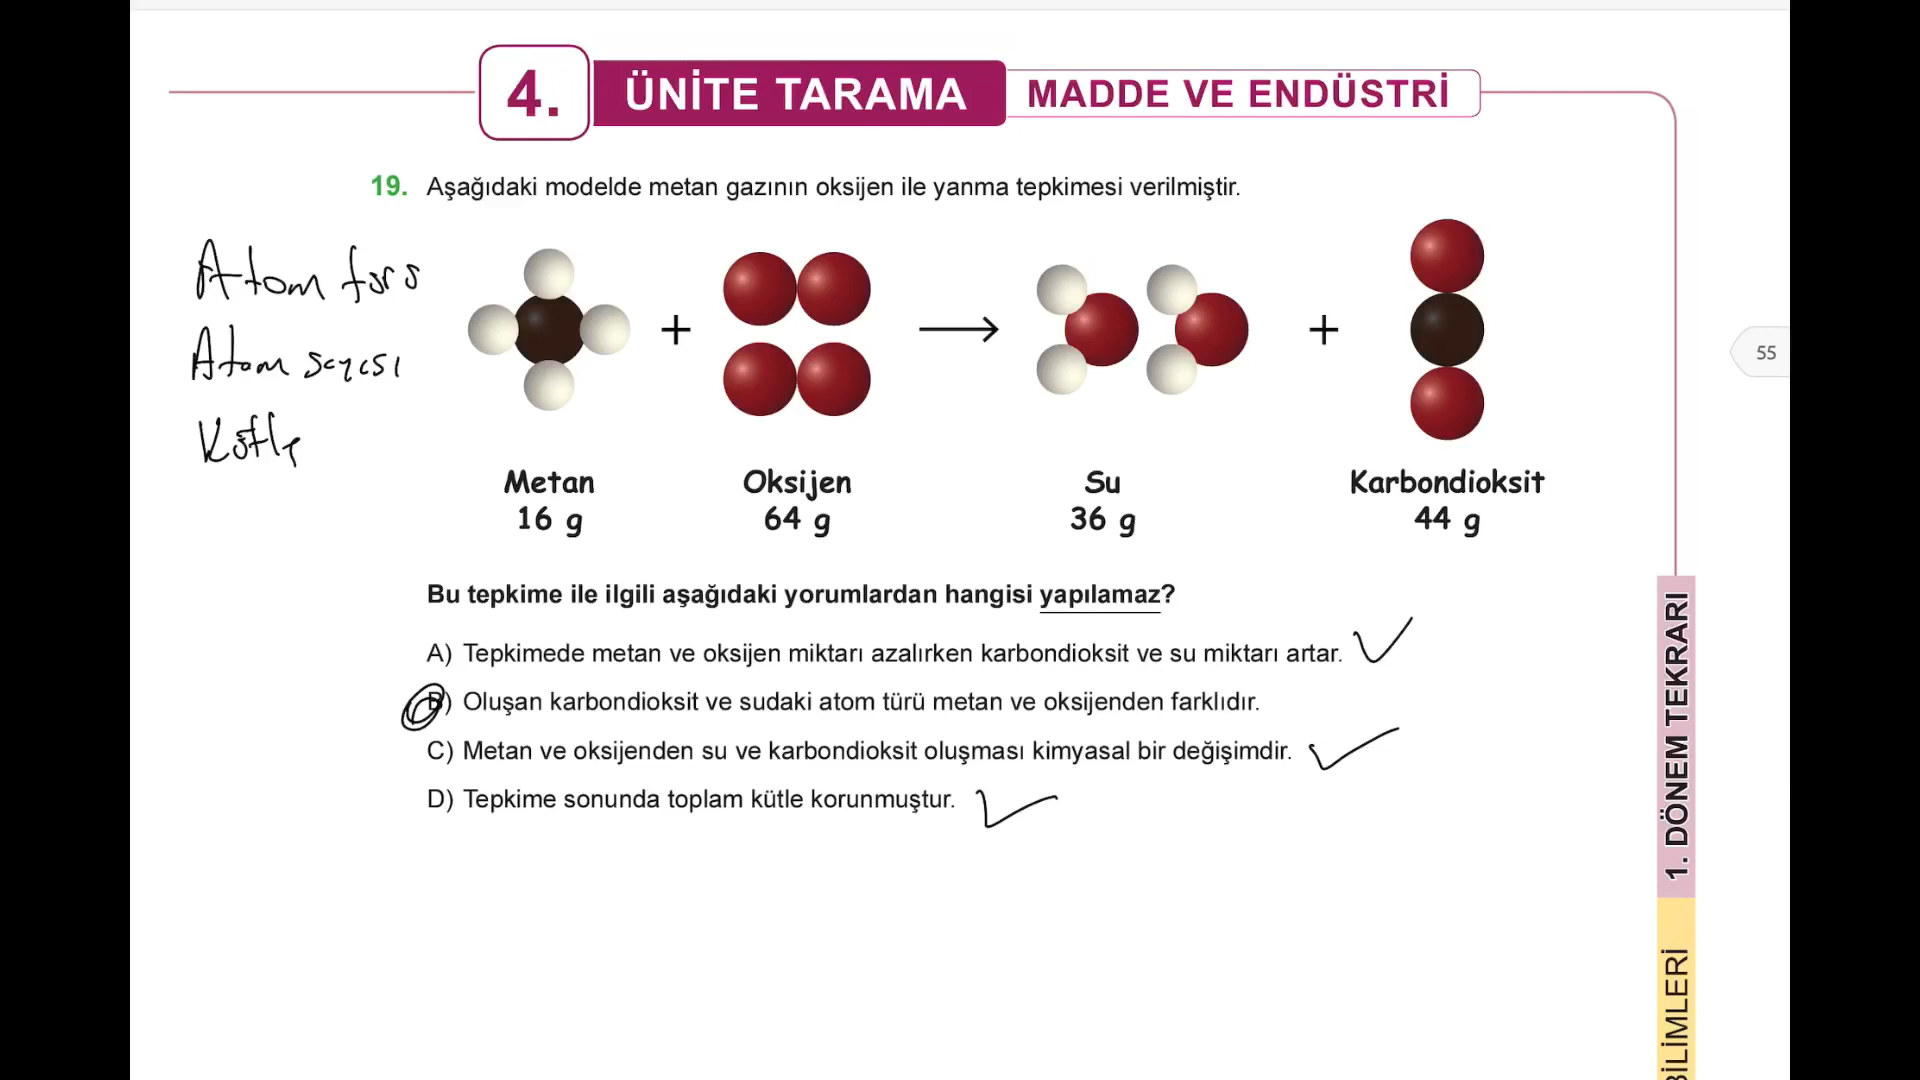 4. ÜNİTE TARAMA MADDE VE ENDÜSTRİ
19. Aşağıdaki modelde metan gazının oksijen ile yanma tepkimesi verilmiştir.
Atom
Atom sayısı
Kütle
+
+
Metan
16 g
Oksijen
64 g
Su
36 g
Karbondioksit
44 g
Bu tepkime ile ilgili aşağıdaki yorumlardan hangisi yapılamaz?
A) Tepkimede metan ve oksijen miktarı azalırken karbondioksit ve su miktarı artar.
B) Oluşan karbondioksit ve sudaki atom türü metan ve oksijenden farklıdır.
C) Metan ve oksijenden su ve karbondioksit oluşması kimyasal bir değişimdir.
D) Tepkime sonunda toplam kütle korunmuştur.
55
1. DÖNEM TEKRARI
BİLİMLERİ